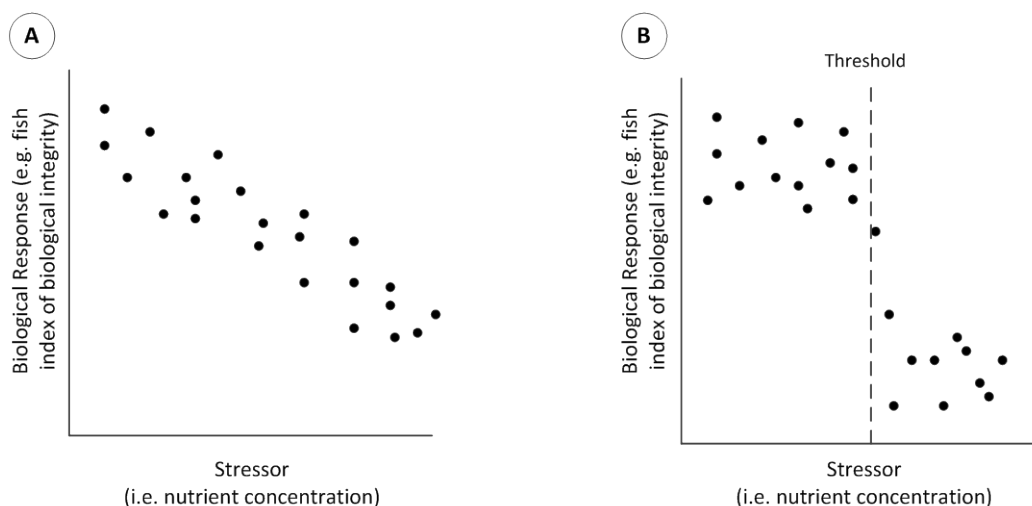 A
Biological Response (e.g. fish
index of biological integrity)
Stressor
(i.e. nutrient concentration)
B
Threshold
Biological Response (e.g. fish
index of biological integrity)
Stressor
(i.e. nutrient concentration)